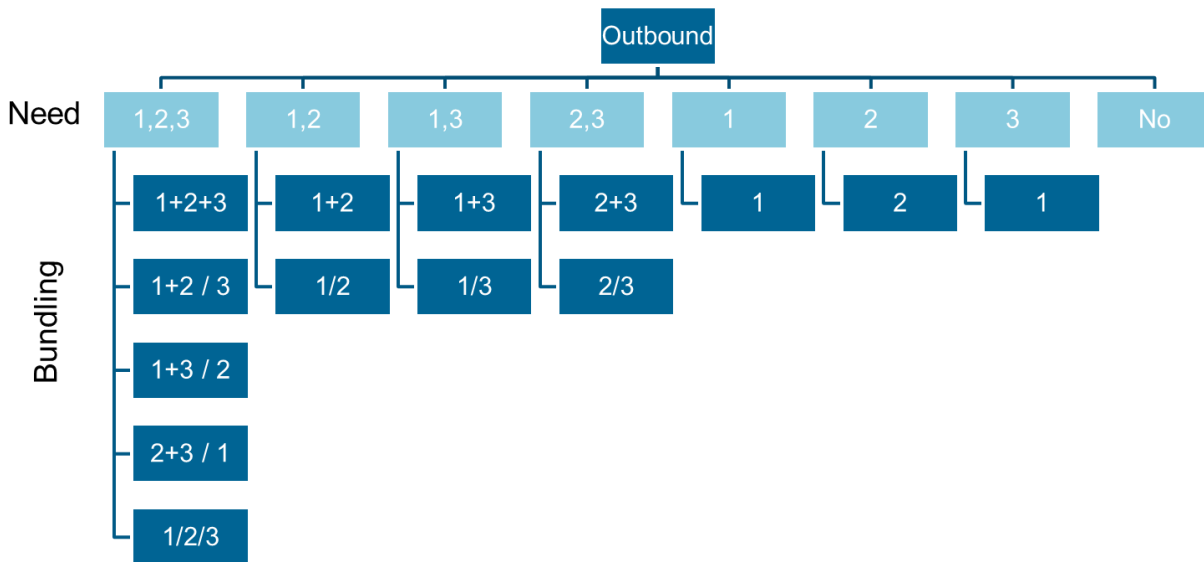 Outbound
Need
1,2,3
1,2
1,3
2,3
1
2
3
No
Bundling
1+2+3
1+2
1+3
2+3
1
2
1
1+2 / 3
1/2
1/3
2/3
1+3 / 2
2+3 / 1
1/2/3